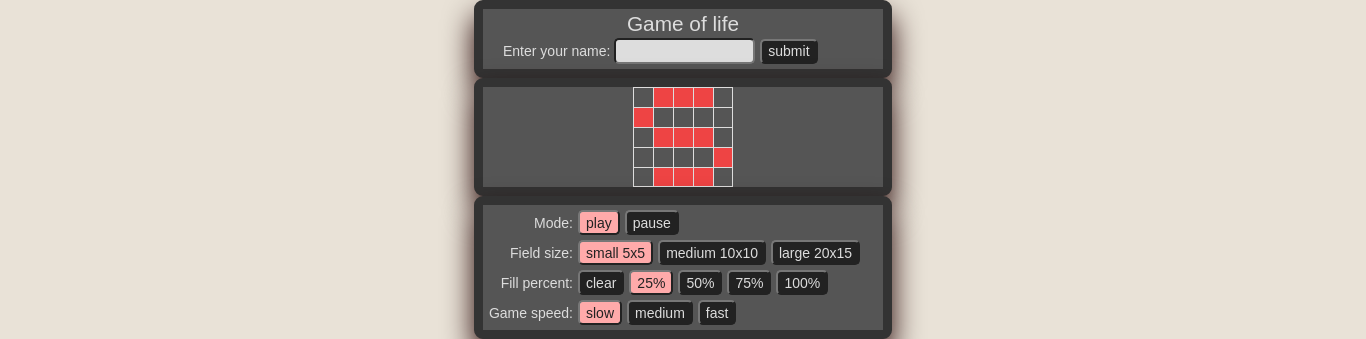 Game of life
Enter your name: submit
Mode: play pause
Field size: small 5x5 medium 10x10 large 20x15
Fill percent: clear 25% 50% 75% 100%
Game speed: slow medium fast